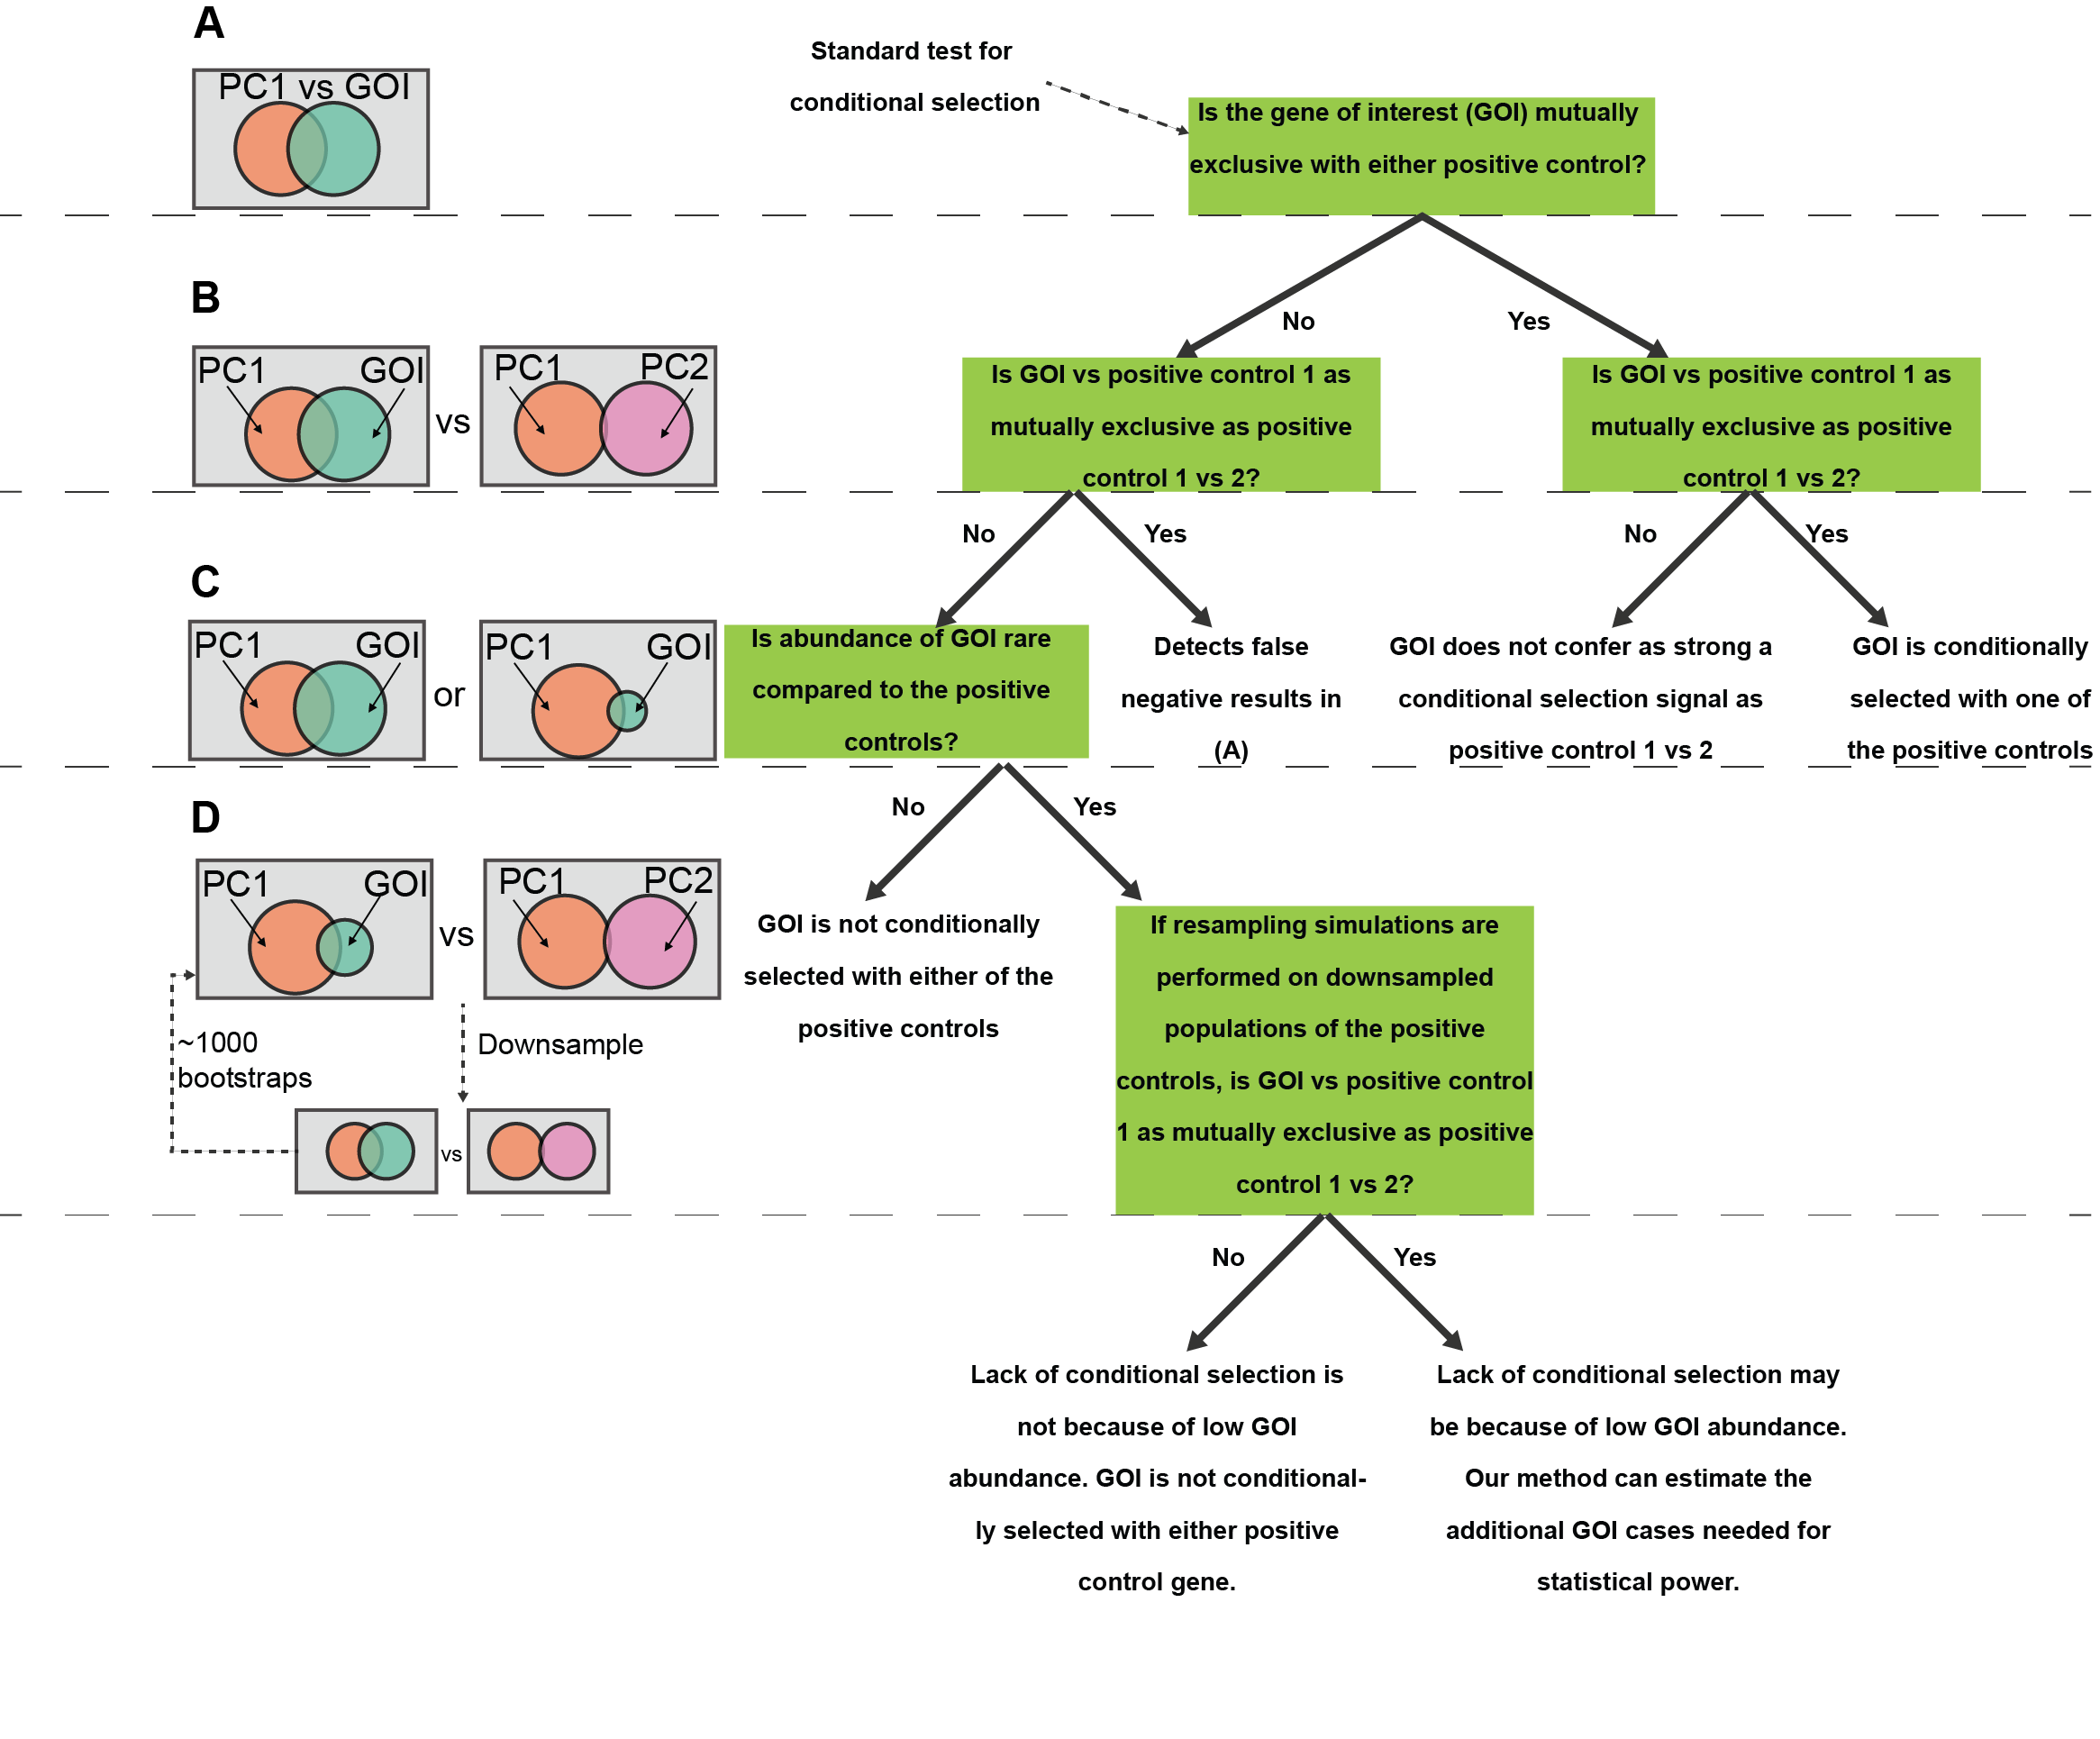 A
PC1 vs GOI
Standard test for
conditional selection
Is the gene of interest (GOI) mutually
exclusive with either positive control?
No
Yes
B
PC1
GOI
vs
PC1
PC2
Is GOI vs positive control 1 as
mutually exclusive as positive
control 1 vs 2?
Is GOI vs positive control 1 as
mutually exclusive as positive
control 1 vs 2?
No
Yes
No
Yes
C
PC1
GOI
or
PC1
GOI
Is abundance of GOI rare
compared to the positive
controls?
Detects false
negative results in
(A)
GOI does not confer as strong a
conditional selection signal as
positive control 1 vs 2
GOI is conditionally
selected with one of
the positive controls
No
Yes
D
PC1
GOI
vs
PC1
PC2
~1000
bootstraps
Downsample
vs
GOI is not conditionally
selected with either of the
positive controls
If resampling simulations are
performed on downsampled
populations of the positive
controls, is GOI vs positive control
1 as mutually exclusive as positive
control 1 vs 2?
No
Yes
Lack of conditional selection is
not because of low GOI
abundance. GOI is not conditional-
ly selected with either positive
control gene.
Lack of conditional selection may
be because of low GOI abundance.
Our method can estimate the
additional GOI cases needed for
statistical power.